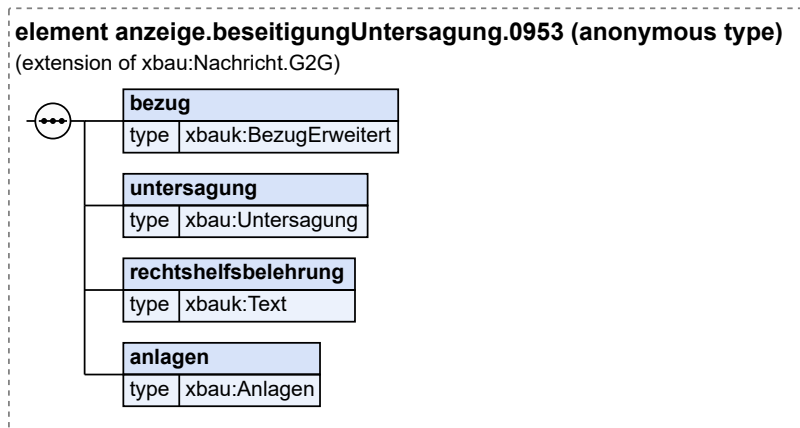 element anzeige.beseitigungUntersagung.0953 (anonymous type)
(extension of xbau:Nachricht.G2G)
bezug
type xbauk:BezugErweitert
untersagung
type xbau:Untersagung
rechtshelfsbelehrung
type xbauk:Text
anlagen
type xbau:Anlagen